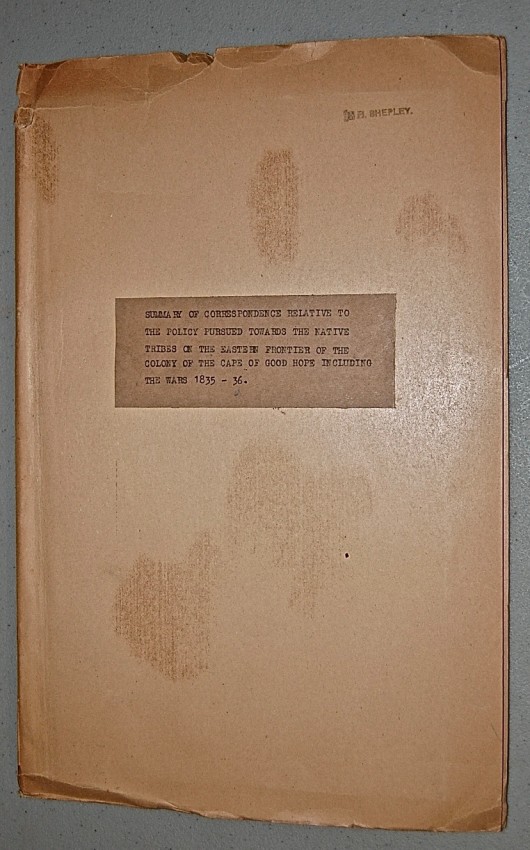 SHEPLEY.
SUMMARY OF CORRESPONDENCE RELATIVE TO
THE POLICY PURSUED TOWARDS THE NATIVE
TRIBES ON THE EASTERN FRONTIER OF THE
COLONY OF THE CAPE OF GOOD HOPE INCLUDING
THE WARS 1835 - 36.